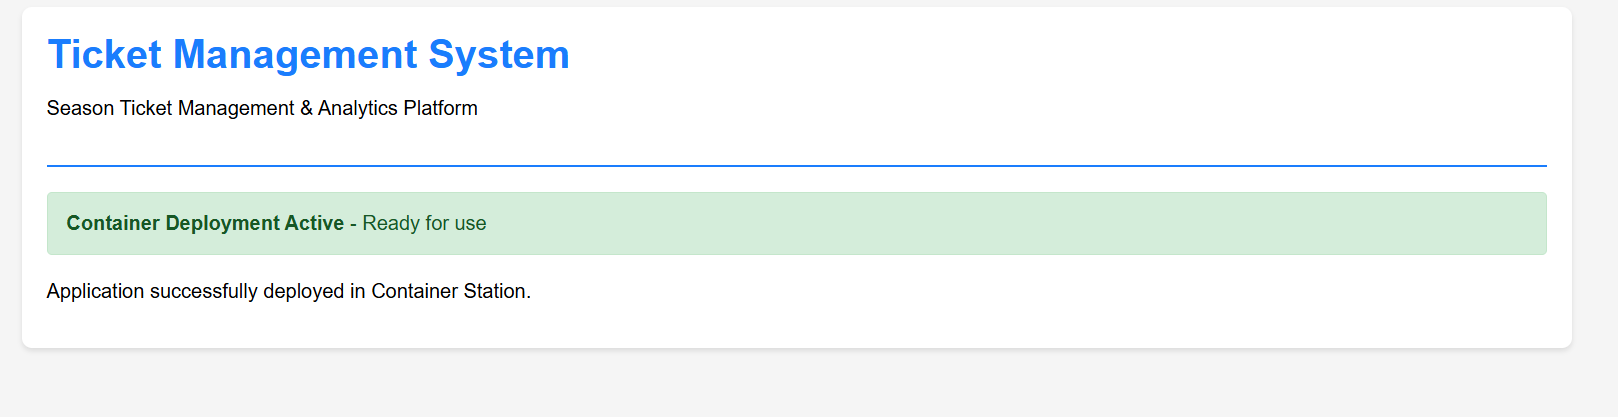 Ticket Management System
Season Ticket Management & Analytics Platform
Container Deployment Active - Ready for use
Application successfully deployed in Container Station.